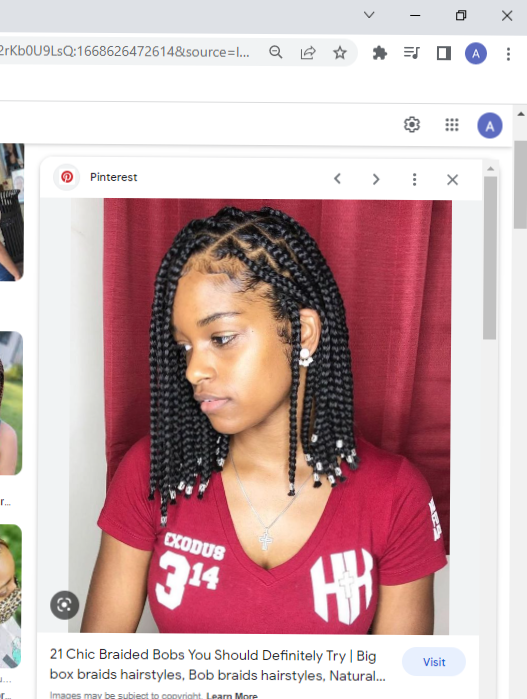 2rKb0U9LsQ:1668626472614&source=l...
A
A
Pinterest
EXODUS
3 14
HK
21 Chic Braided Bobs You Should Definitely Try | Big
box braids hairstyles, Bob braids hairstyles, Natural...
Visit
Images may be subject to copyright. Learn More
r...
u...
r...